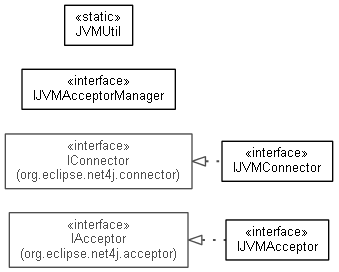 «static»
JVMUtil
«interface»
IJVMAcceptorManager
«interface»
IConnector
(org.eclipse.net4j.connector)
«interface»
IJVMConnector
«interface»
IAcceptor
(org.eclipse.net4j.acceptor)
«interface»
IJVMAcceptor